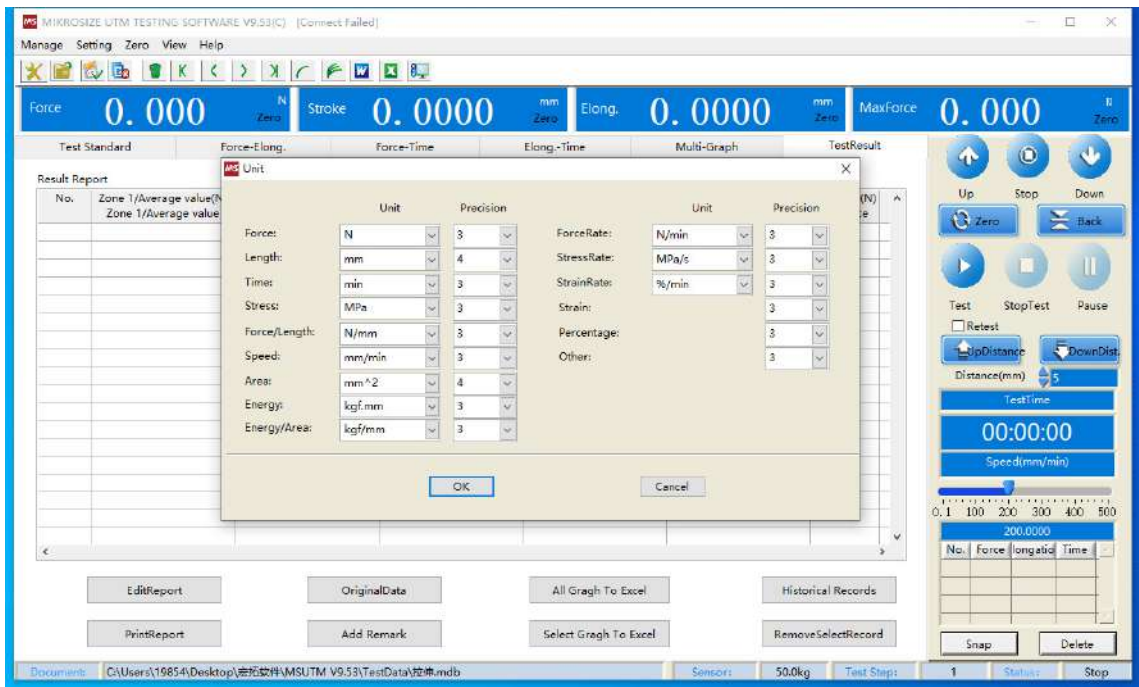 MIKROSIZE UTM TESTING SOFTWARE V9.53(C) [Connect Failed]
Manage Setting Zero View Help
Force 0.000 N Zero Stroke 0.0000 mm Zero Elong. 0.0000 mm Zero MaxForce 0.000 N Zero
Test Standard Force-Elong. Force-Time Elong.-Time Multi-Graph TestResult
Result Report
No. Zone 1/Average value(N (N)
Zone 1/Average value
Unit
Unit Precision Unit Precision
Force: N 3 ForceRate: N/min 3
Length: mm 4 StressRate: MPa/s 3
Time: min 3 StrainRate: %/min 3
Stress: MPa 3 Strain: 3
Force/Length: N/mm 3 Percentage: 3
Speed: mm/min 3 Other: 3
Area: mm^2 4
Energy: kgf.mm 3
Energy/Area: kgf/mm 3
OK Cancel
EditReport OriginalData All Gragh To Excel Historical Records
PrintReport Add Remark Select Gragh To Excel RemoveSelectRecord
Up Stop Down
Zero Back
Test StopTest Pause
Retest
UpDistance DownDist.
Distance(mm) 5
TestTime
00:00:00
Speed(mm/min)
0.1 100 200 300 400 500
200.0000
No. Force longatio Time
Snap Delete
Document: C:\Users\19854\Desktop\宏拓软件\MSUTM V9.53\TestData\拉伸.mdb Sensor: 50.0kg Test Step: 1 Status: Stop